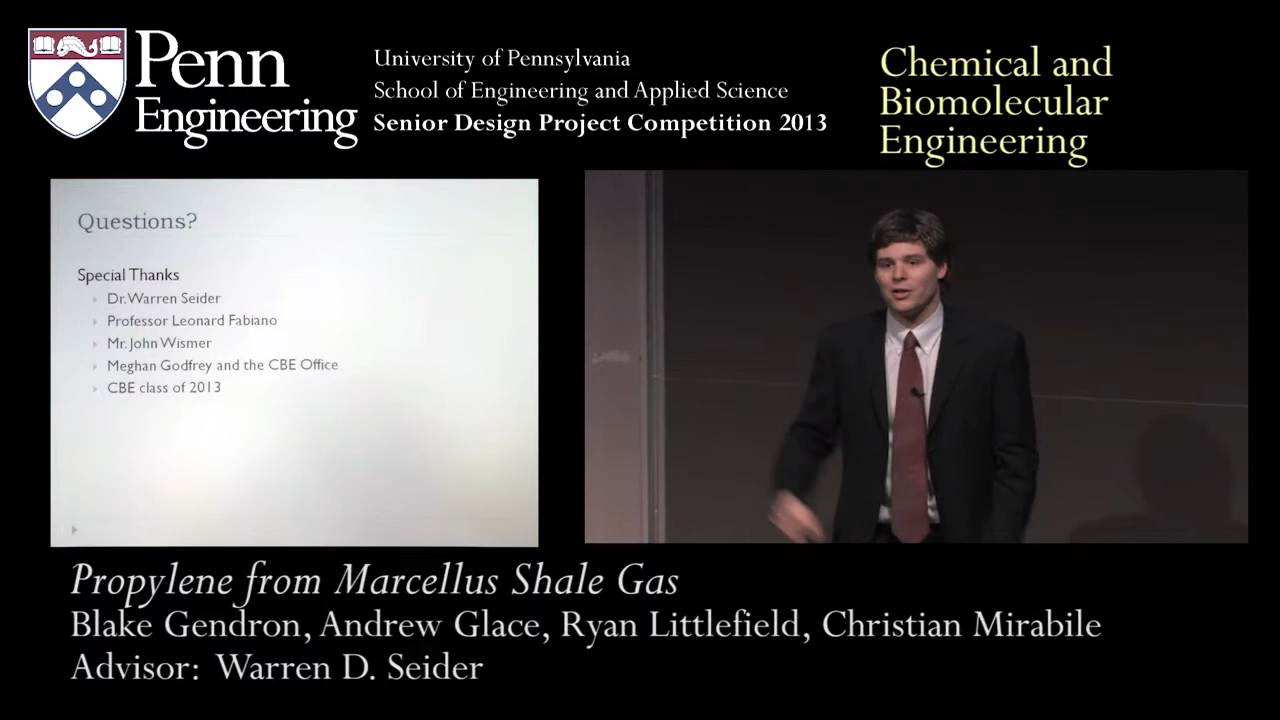 Penn
Engineering
University of Pennsylvania
School of Engineering and Applied Science
Senior Design Project Competition 2013
Chemical and
Biomolecular
Engineering
Questions?
Special Thanks
Dr. Warren Seider
Professor Leonard Fabiano
Mr. John Wismer
Meghan Godfrey and the CBE Office
CBE class of 2013
Propylene from Marcellus Shale Gas
Blake Gendron, Andrew Glace, Ryan Littlefield, Christian Mirabile
Advisor: Warren D. Seider